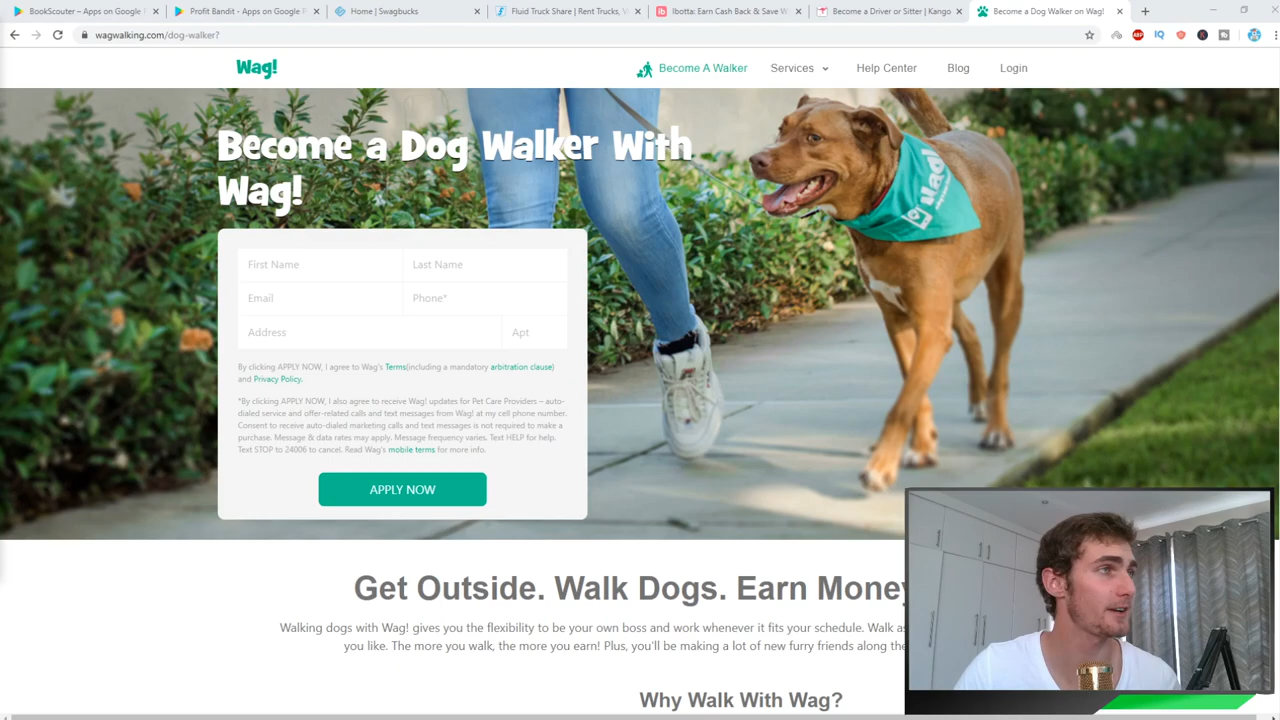 BookScouter – Apps on Google P
Profit Bandit - Apps on Google P
Home | Swagbucks
Fluid Truck Share | Rent Trucks, V
Ibotta: Earn Cash Back & Save W
Become a Driver or Sitter | Kango
Become a Dog Walker on Wag!
wagwalking.com/dog-walker?
ABP
IQ
Wag!
Become A Walker
Services
Help Center
Blog
Login
Become a Dog Walker With
Wag!
Wag!
First Name
Last Name
Email
Phone*
Address
Apt
By clicking APPLY NOW, I agree to Wag's Terms(including a mandatory arbitration clause)
and Privacy Policy.
*By clicking APPLY NOW, I also agree to receive Wag! updates for Pet Care Providers – auto-
dialed service and offer-related calls and text messages from Wag! at my cell phone number.
Consent to receive auto-dialed marketing calls and text messages is not required to make a
purchase. Message & data rates may apply. Message frequency varies. Text HELP for help.
Text STOP to 24006 to cancel. Read Wag's mobile terms for more info.
APPLY NOW
Get Outside. Walk Dogs. Earn Money
Walking dogs with Wag! gives you the flexibility to be your own boss and work whenever it fits your schedule. Walk as
you like. The more you walk, the more you earn! Plus, you'll be making a lot of new furry friends along the
Why Walk With Wag?